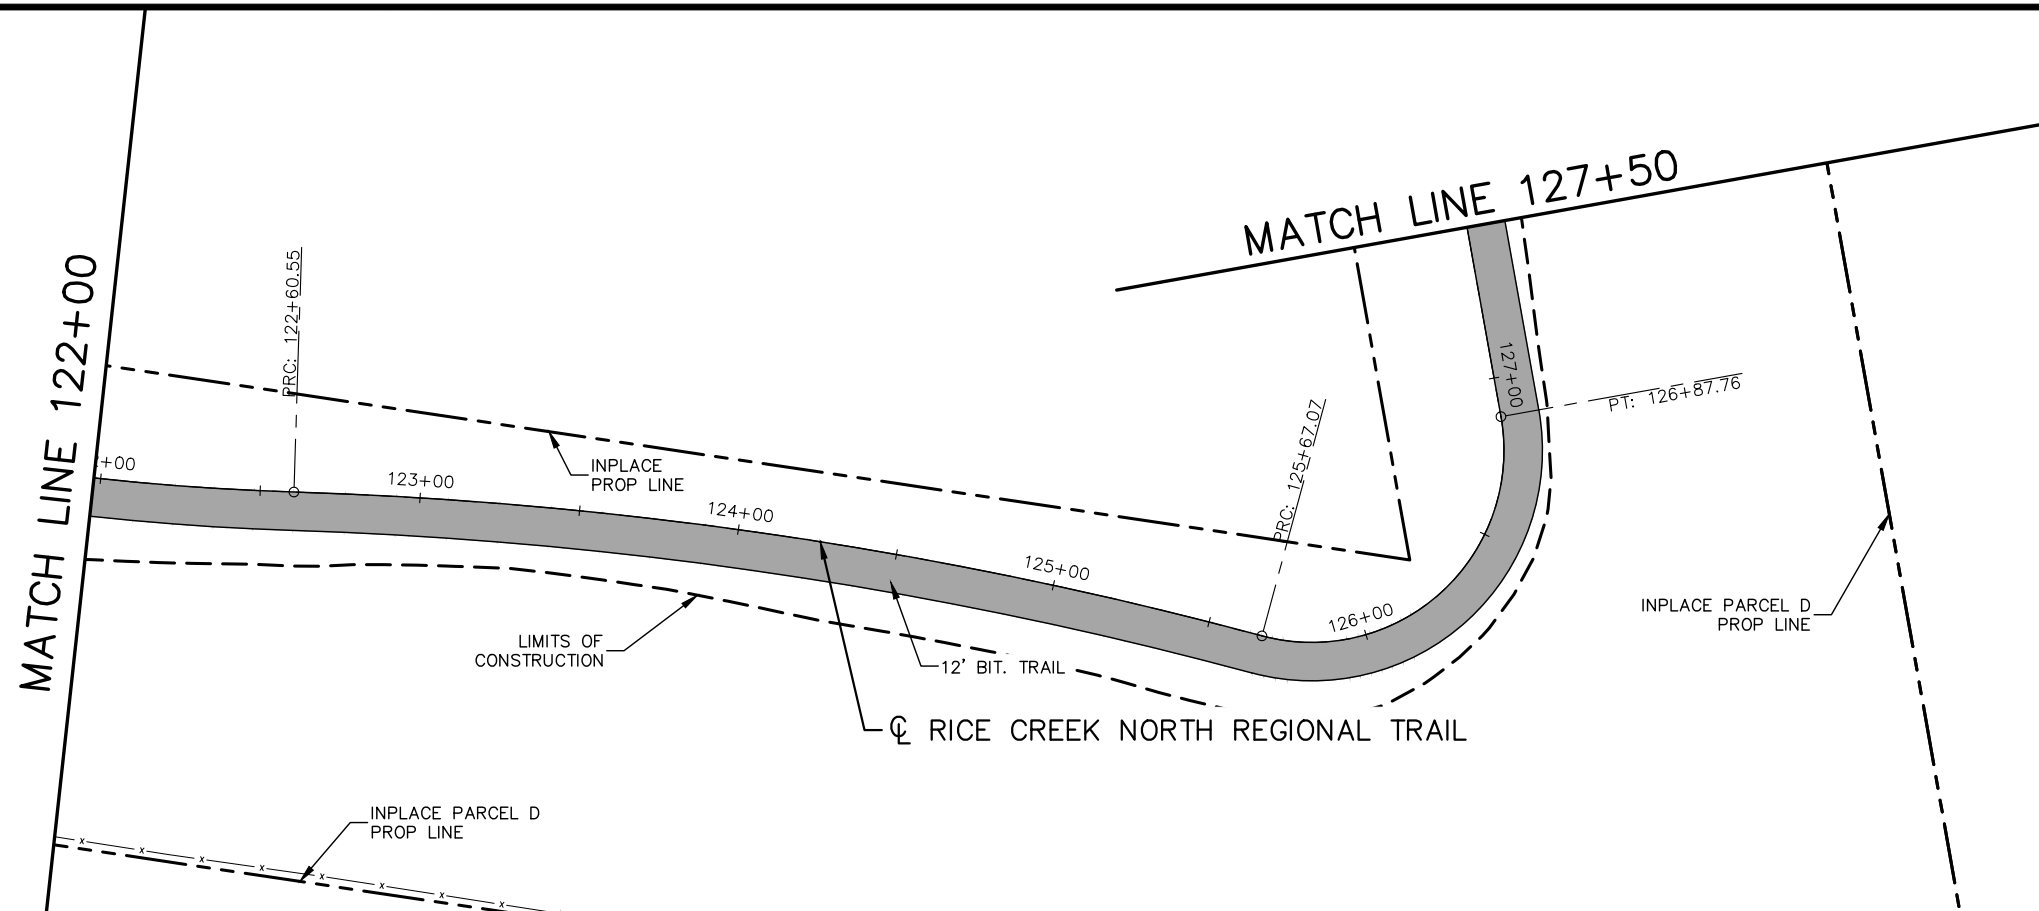 MATCH LINE 127+50
MATCH LINE 122+00
PRC: 122+60.55
PRC: 125+67.07
PT: 126+87.76
127+00
+00
123+00
124+00
125+00
126+00
INPLACE
PROP LINE
INPLACE PARCEL D
PROP LINE
LIMITS OF
CONSTRUCTION
12' BIT. TRAIL
℄ RICE CREEK NORTH REGIONAL TRAIL
INPLACE PARCEL D
PROP LINE
x x x x x x x x